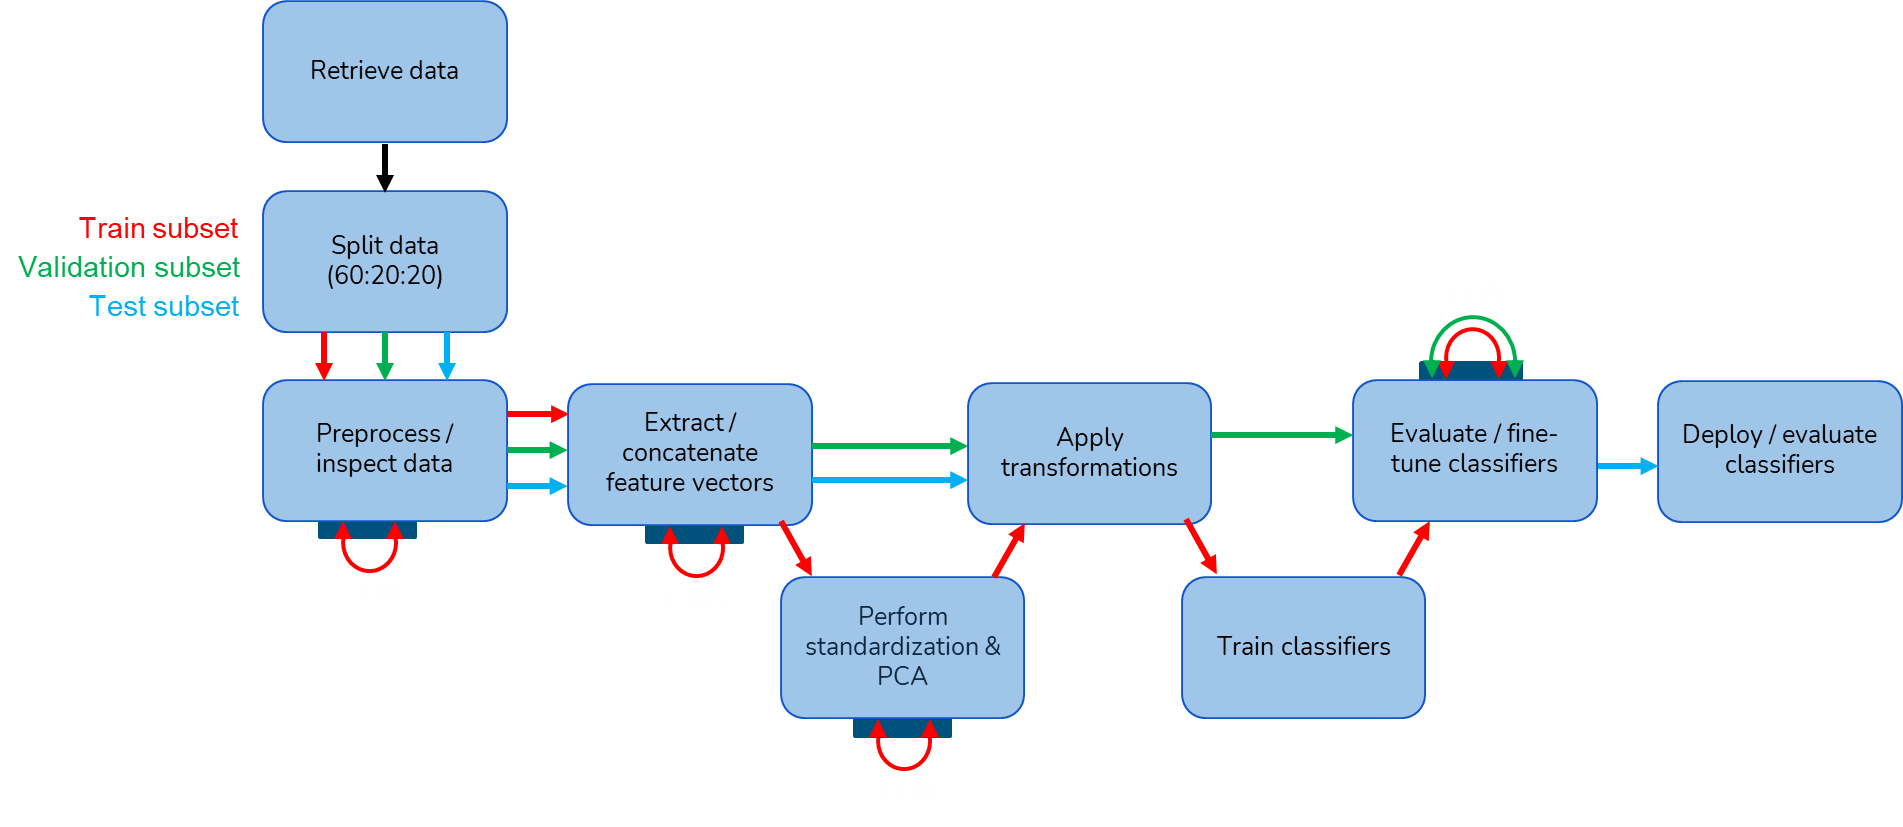 Retrieve data
Train subset
Validation subset
Test subset
Split data
(60:20:20)
Preprocess /
inspect data
Extract /
concatenate
feature vectors
Perform
standardization &
PCA
Apply
transformations
Train classifiers
Evaluate / fine-
tune classifiers
Deploy / evaluate
classifiers